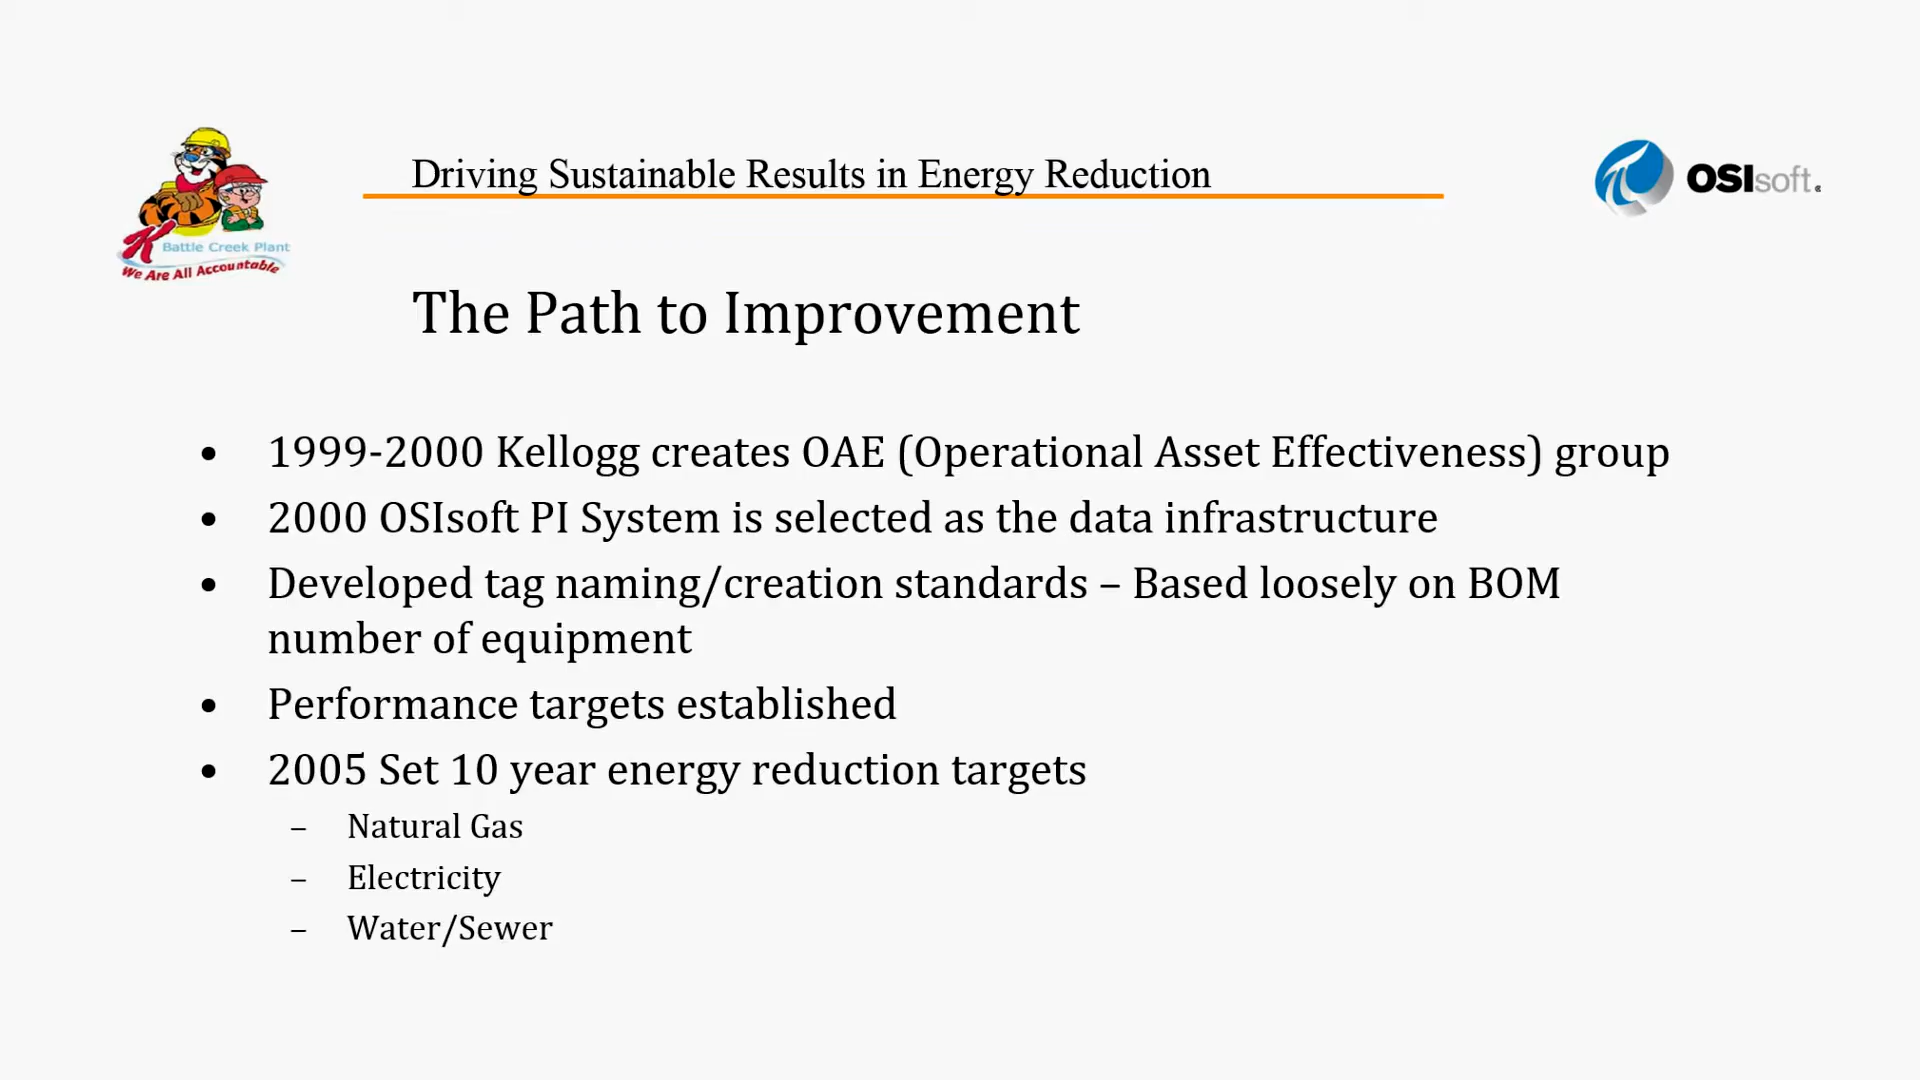 Driving Sustainable Results in Energy Reduction
OSIsoft.
K Battle Creek Plant
We Are All Accountable
The Path to Improvement
• 1999-2000 Kellogg creates OAE (Operational Asset Effectiveness) group
• 2000 OSIsoft PI System is selected as the data infrastructure
• Developed tag naming/creation standards – Based loosely on BOM
number of equipment
• Performance targets established
• 2005 Set 10 year energy reduction targets
– Natural Gas
– Electricity
– Water/Sewer